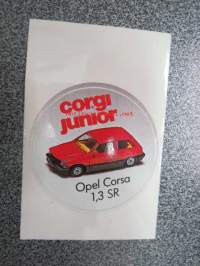 corgi
junior
Opel Corsa
1,3 SR